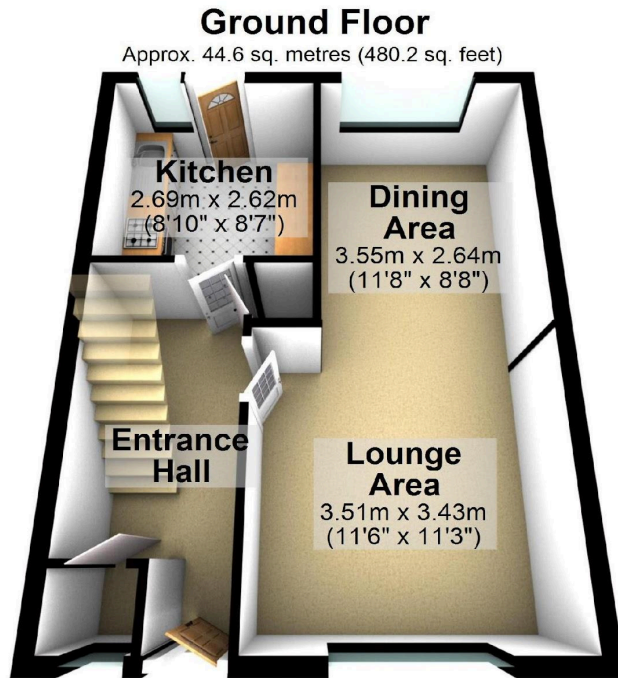 Ground Floor
Approx. 44.6 sq. metres (480.2 sq. feet)
Kitchen
2.69m x 2.62m
(8'10" x 8'7")
Dining
Area
3.55m x 2.64m
(11'8" x 8'8")
Entrance
Hall
Lounge
Area
3.51m x 3.43m
(11'6" x 11'3")